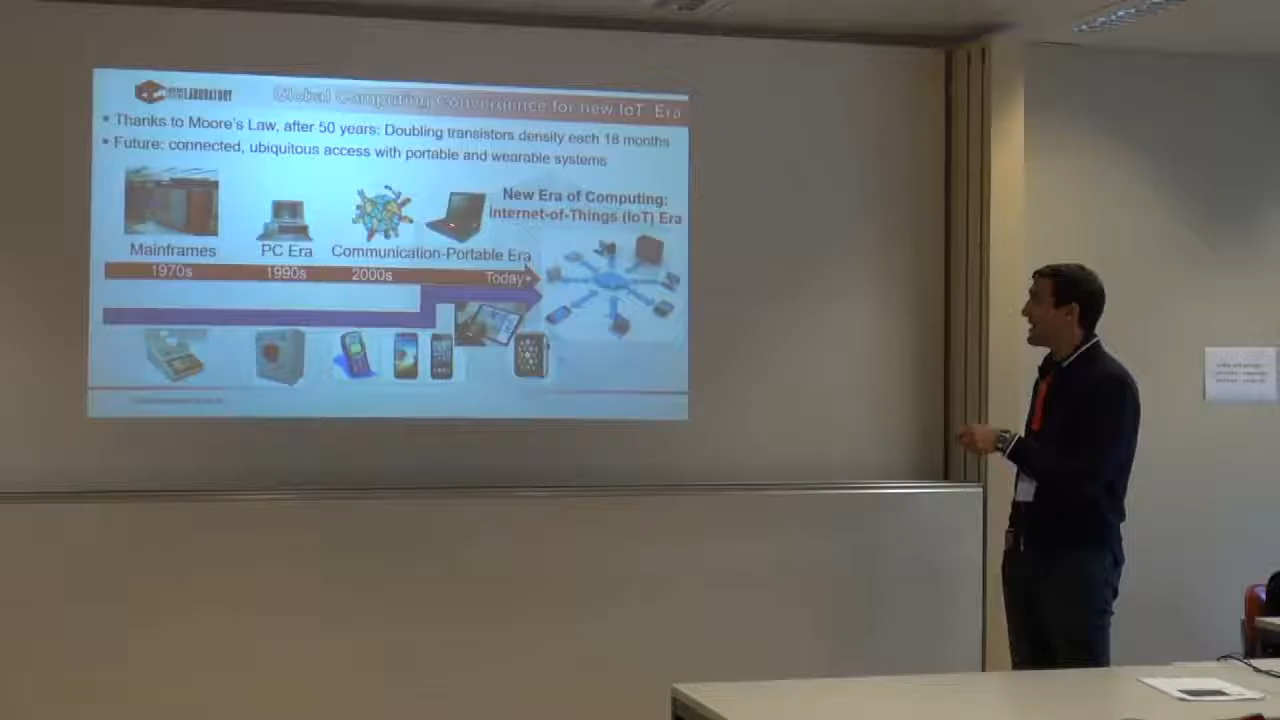 LABORATORY
Global Computing Convergence for new IoT Era
• Thanks to Moore's Law, after 50 years: Doubling transistors density each 18 months
• Future: connected, ubiquitous access with portable and wearable systems
New Era of Computing:
Internet-of-Things (IoT) Era
Mainframes
PC Era
Communication-Portable Era
1970s
1990s
2000s
Today+